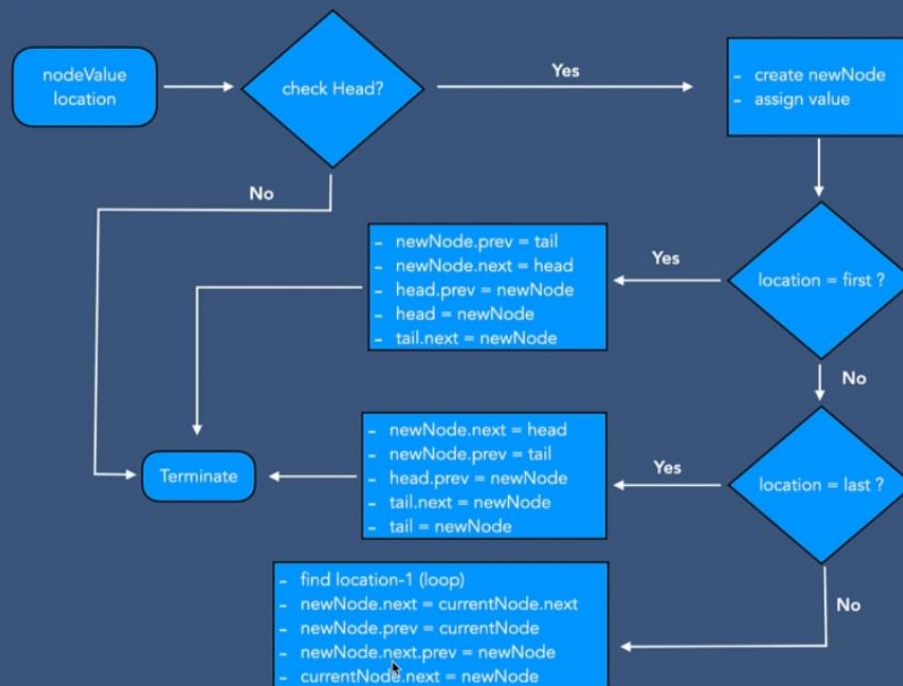 nodeValue
location
check Head?
Yes
- create newNode
- assign value
No
- newNode.prev = tail
- newNode.next = head
- head.prev = newNode
- head = newNode
- tail.next = newNode
Yes
location = first ?
No
- newNode.next = head
- newNode.prev = tail
- head.prev = newNode
- tail.next = newNode
- tail = newNode
Yes
location = last ?
Terminate
- find location-1 (loop)
- newNode.next = currentNode.next
- newNode.prev = currentNode
- newNode.next.prev = newNode
- currentNode.next = newNode
No